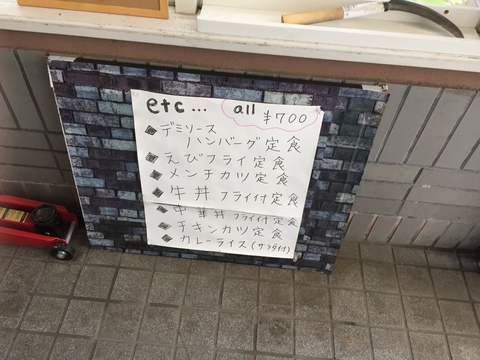 etc... all ¥700
◆デミソース
ハンバーグ定食
◆えびフライ定食
◆メンチカツ定食
◆牛丼フライ付定食
◆中華丼フライ付定食
◆チキンカツ定食
◆カレーライス(サラダ付)